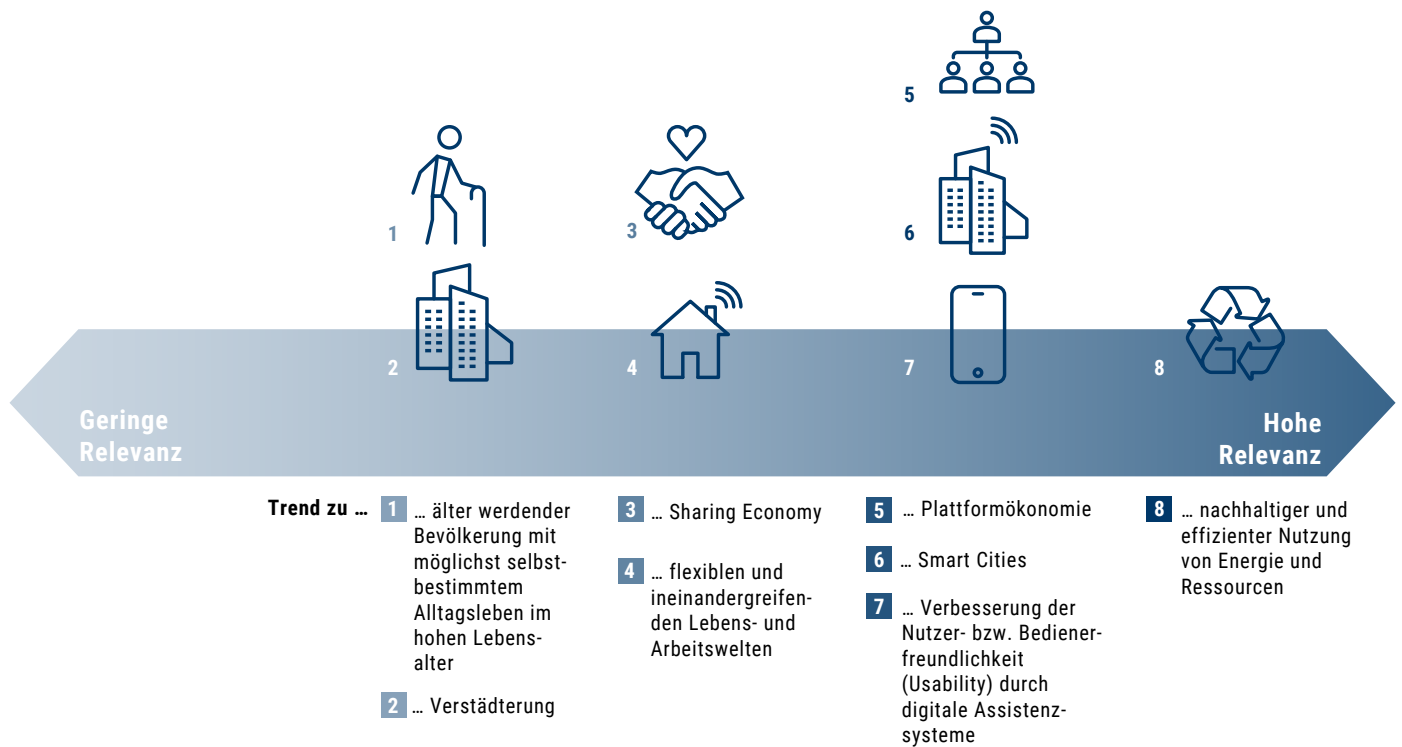 5
1
3
6
2
4
7
8
Geringe
Relevanz
Hohe
Relevanz
Trend zu …
1 … älter werdender
Bevölkerung mit
möglichst selbst-
bestimmtem
Alltagsleben im
hohen Lebens-
alter
2 … Verstädterung
3 … Sharing Economy
4 … flexiblen und
ineinandergreifen-
den Lebens- und
Arbeitswelten
5 … Plattformökonomie
6 … Smart Cities
7 … Verbesserung der
Nutzer- bzw. Bediener-
freundlichkeit
(Usability) durch
digitale Assistenz-
systeme
8 … nachhaltiger und
effizienter Nutzung
von Energie und
Ressourcen